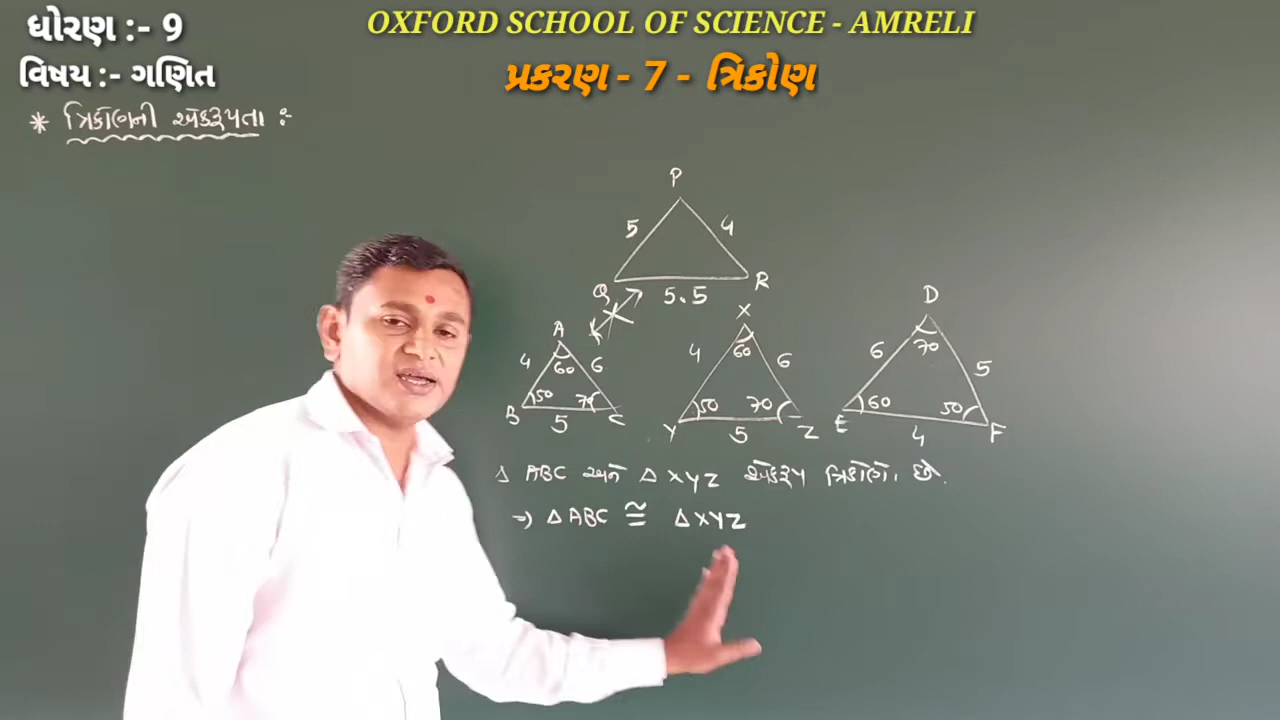 ધોરણ :- 9
OXFORD SCHOOL OF SCIENCE - AMRELI
વિષય :- ગણિત
પ્રકરણ - 7 - ત્રિકોણ
* ત્રિકોણની એકરૂપતા :-
P
5 4
Q R
5.5
A X D
4 60 6
4 60 6
6 70 5
B 50 70 C
5
Y 50 70 Z
5
E 60 50 F
4
Δ ABC અને Δ XYZ એકરૂપ ત્રિકોણો છે.
→ Δ ABC ≅ Δ XYZ